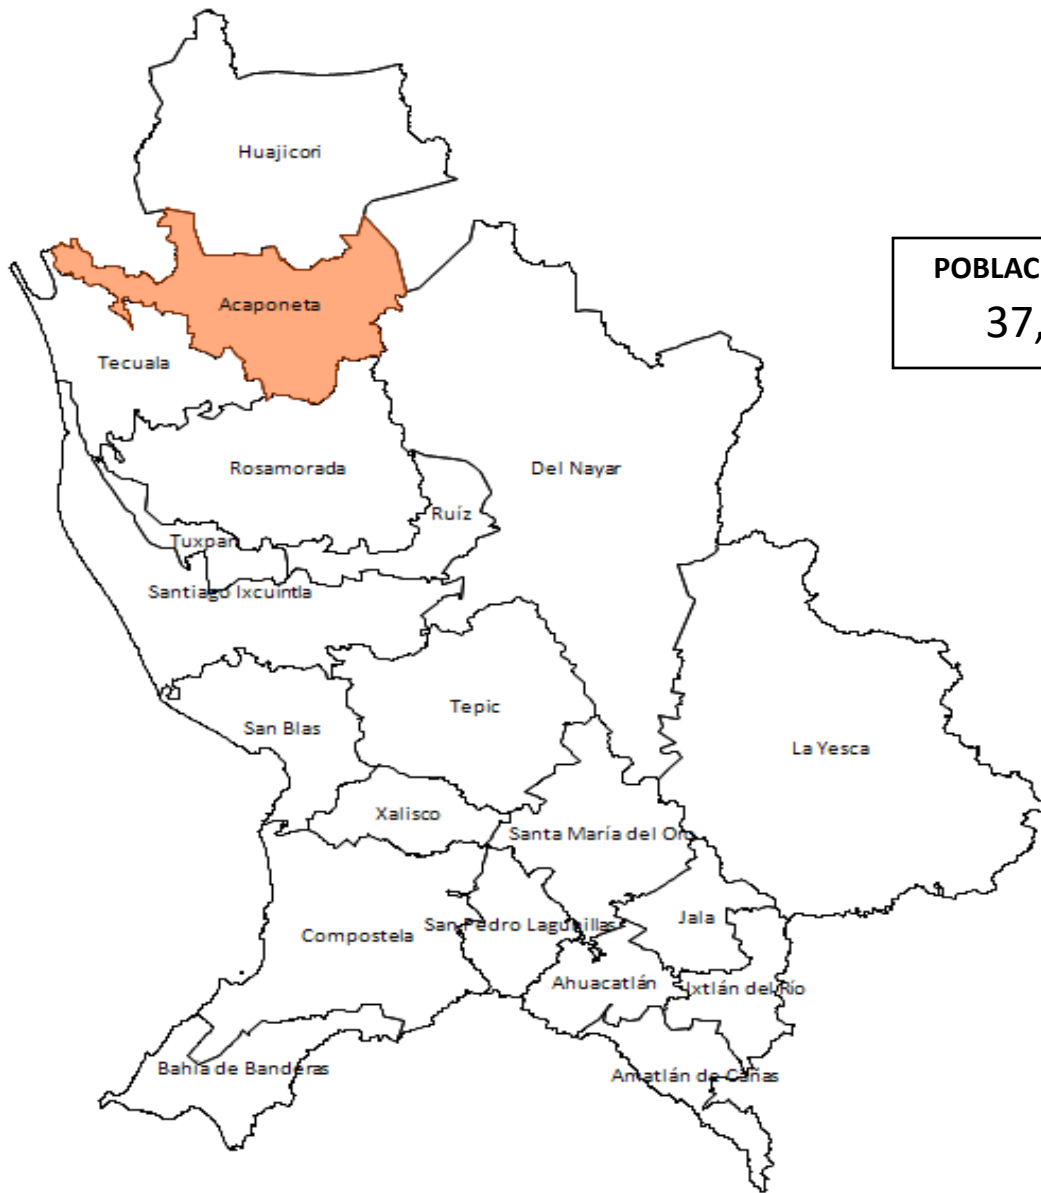 Huajicori
POBLAC
37,
Acaponeta
Tecuala
Rosamorada
Del Nayar
Ruíz
Tuxpan
Santiago Ixcuintla
Tepic
San Blas
La Yesca
Xalisco
Santa María del Oro
Jala
San Pedro Lagunillas
Compostela
Ahuacatlán
Ixtlán del Río
Bahía de Banderas
Amatlán de Cañas